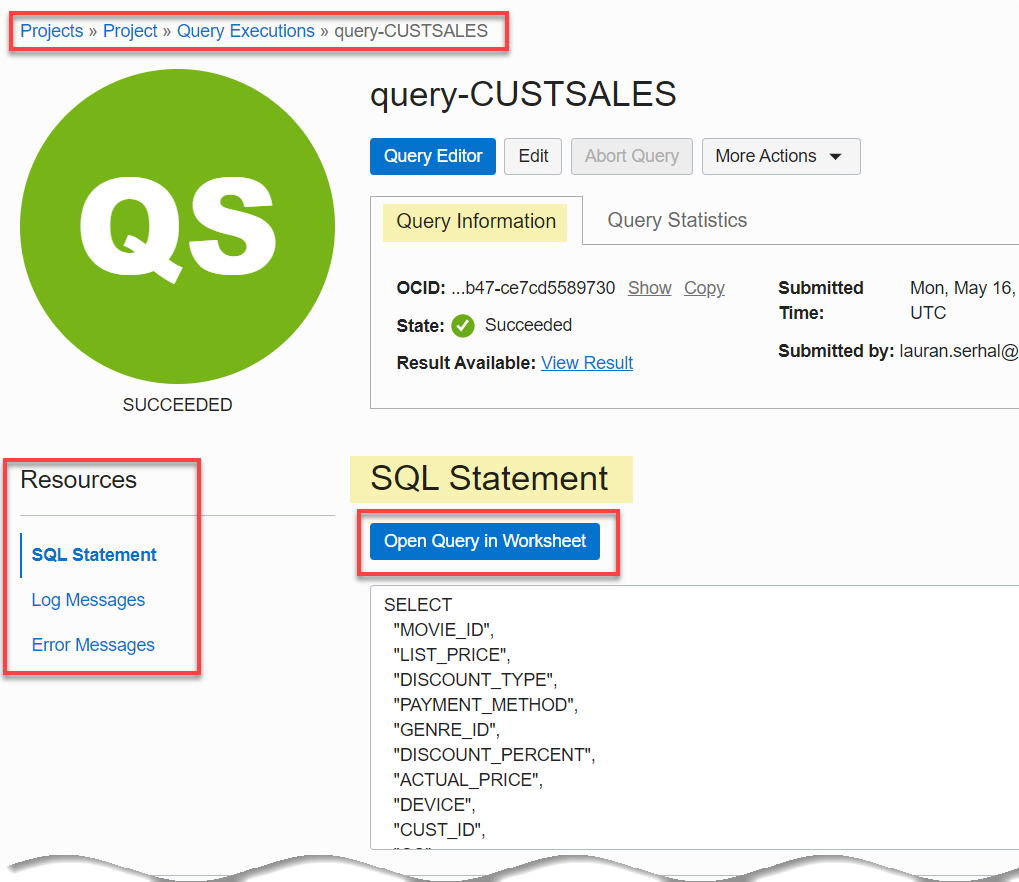 Projects » Project » Query Executions » query-CUSTSALES
QS
SUCCEEDED
query-CUSTSALES
Query Editor
Edit
Abort Query
More Actions
Query Information
Query Statistics
OCID: ...b47-ce7cd5589730 Show Copy
State: Succeeded
Result Available: View Result
Submitted Time: Mon, May 16, UTC
Submitted by: lauran.serhal@
Resources
SQL Statement
Log Messages
Error Messages
SQL Statement
Open Query in Worksheet
SELECT
"MOVIE_ID",
"LIST_PRICE",
"DISCOUNT_TYPE",
"PAYMENT_METHOD",
"GENRE_ID",
"DISCOUNT_PERCENT",
"ACTUAL_PRICE",
"DEVICE",
"CUST_ID",